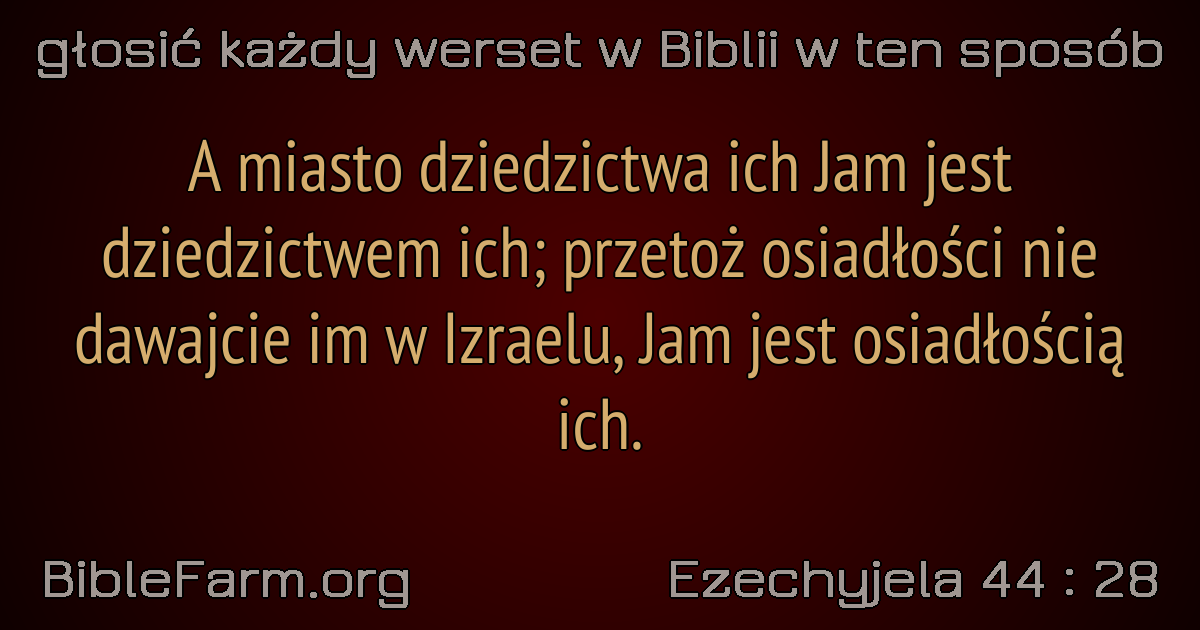 głosić każdy werset w Biblii w ten sposób
A miasto dziedzictwa ich Jam jest
dziedzictwem ich; przetoż osiadłości nie
dawajcie im w Izraelu, Jam jest osiadłością
ich.
BibleFarm.org
Ezechyjela 44 : 28